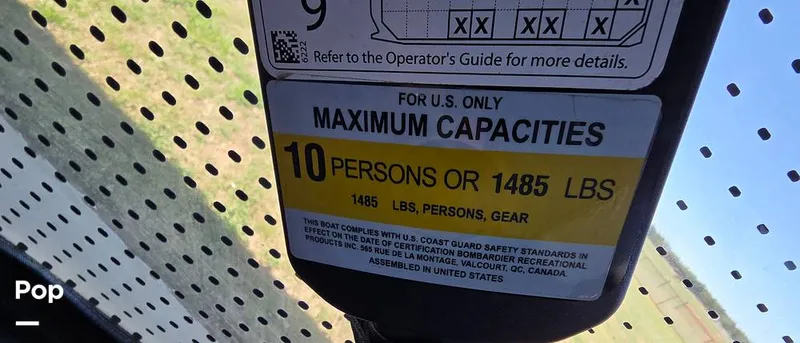 9
X X X X X X
6222
Refer to the Operator's Guide for more details.
FOR U.S. ONLY
MAXIMUM CAPACITIES
10 PERSONS OR 1485 LBS
1485 LBS, PERSONS, GEAR
THIS BOAT COMPLIES WITH U.S. COAST GUARD SAFETY STANDARDS IN
EFFECT ON THE DATE OF CERTIFICATION BOMBARDIER RECREATIONAL
PRODUCTS INC. 565 RUE DE LA MONTAGE. VALCOURT, QC, CANADA.
ASSEMBLED IN UNITED STATES
Pop